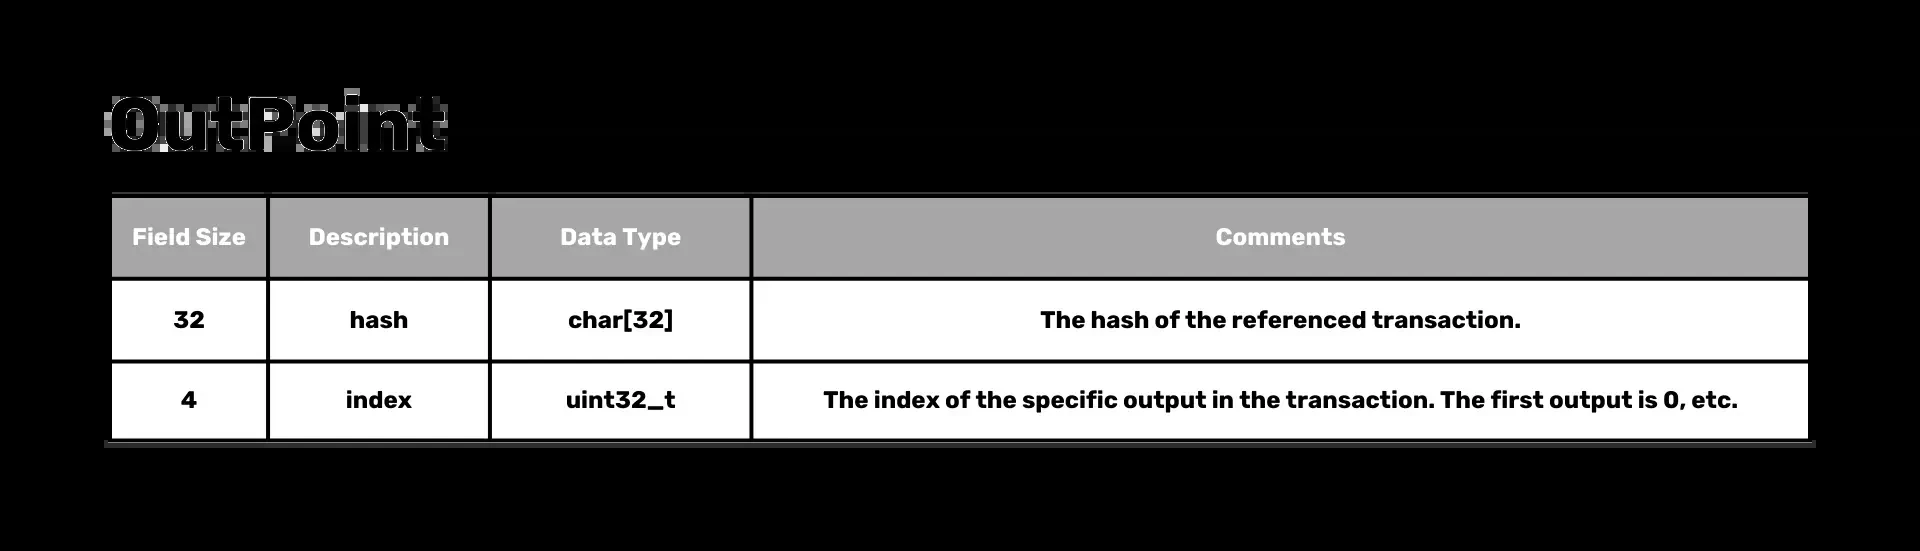 OutPoint
Field Size Description Data Type Comments
32 hash char[32] The hash of the referenced transaction.
4 index uint32_t The index of the specific output in the transaction. The first output is 0, etc.